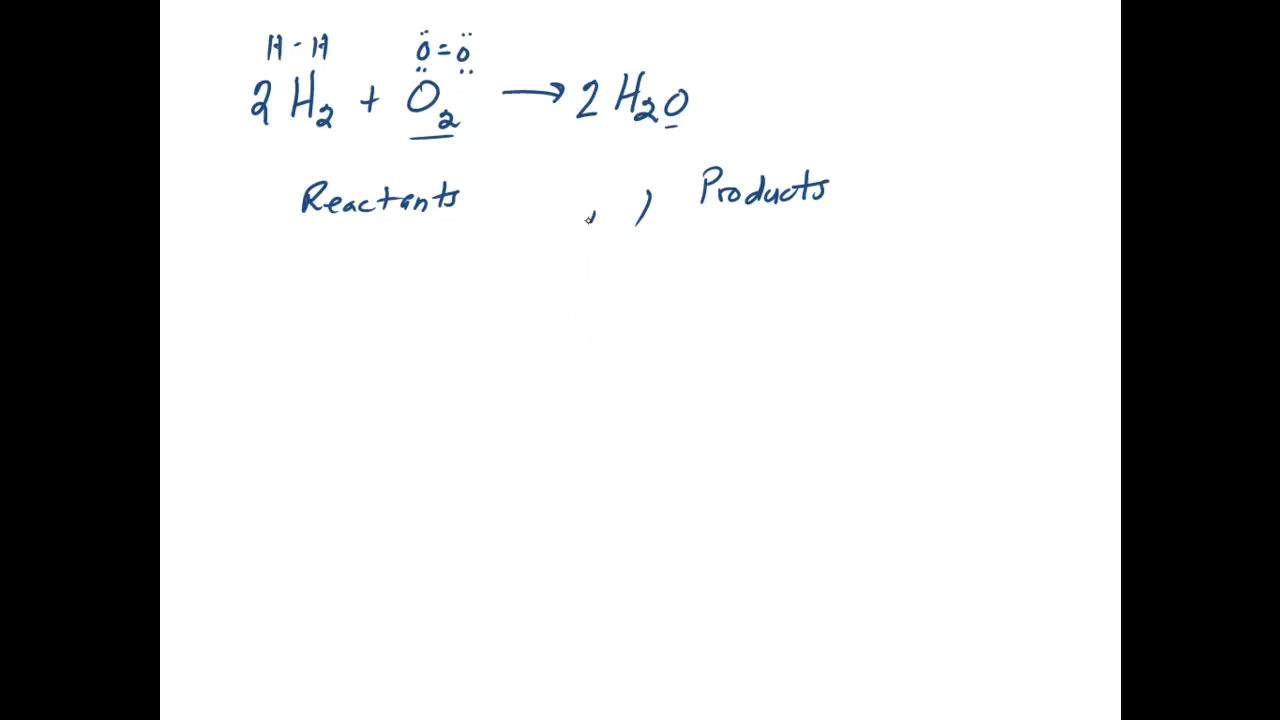 H - H   O = O
2 H2 + O2 → 2 H2O
Reactants , ) Products